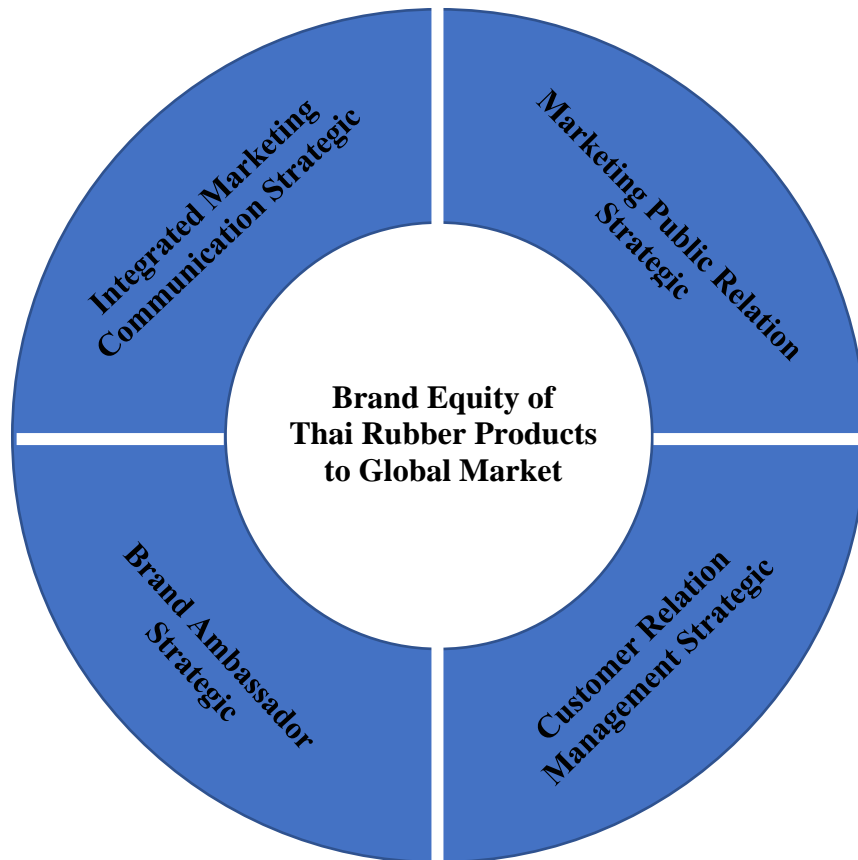 Integrated Marketing
Communication Strategic
Marketing Public Relation
Strategic
Brand Equity of
Thai Rubber Products
to Global Market
Brand Ambassador
Strategic
Customer Relation
Management Strategic